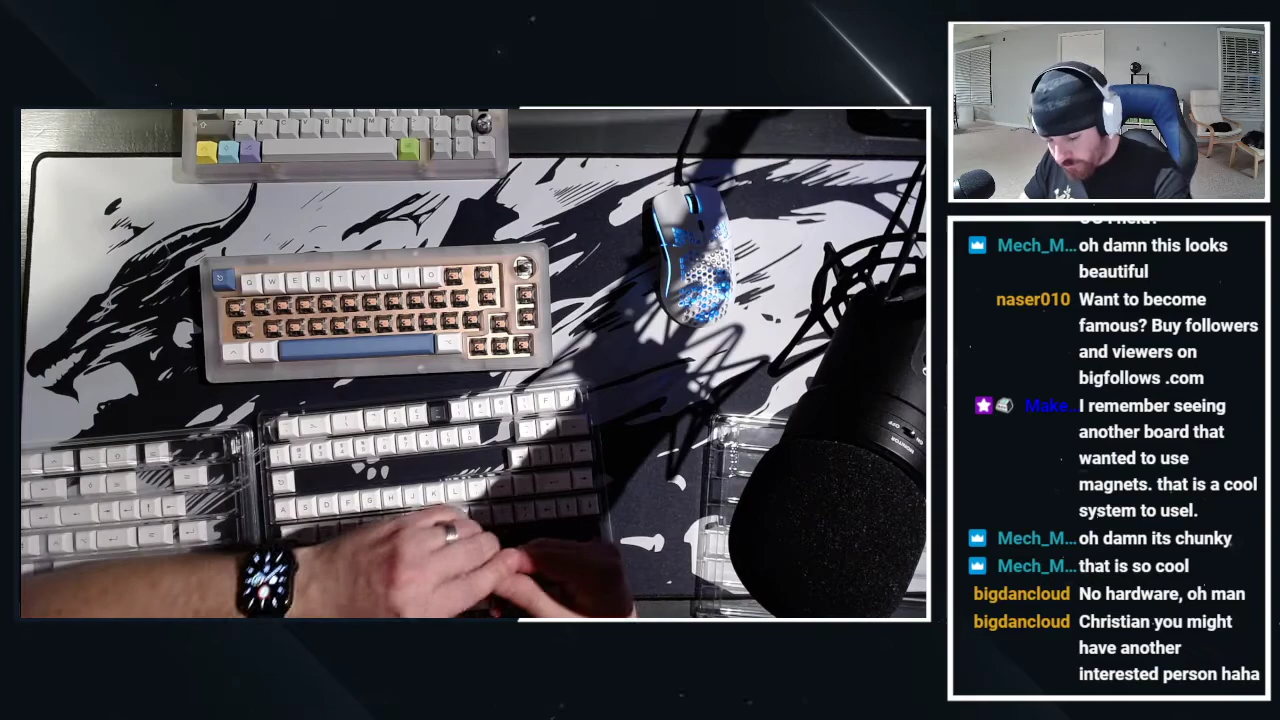 Q W E R T Y U I O
A S D F G H J K L
MONITOR
OFF
Mech_M... oh damn this looks
beautiful
naser010 Want to become
famous? Buy followers
and viewers on
bigfollows .com
Make... I remember seeing
another board that
wanted to use
magnets. that is a cool
system to usel.
Mech_M... oh damn its chunky
Mech_M... that is so cool
bigdancloud No hardware, oh man
bigdancloud Christian you might
have another
interested person haha